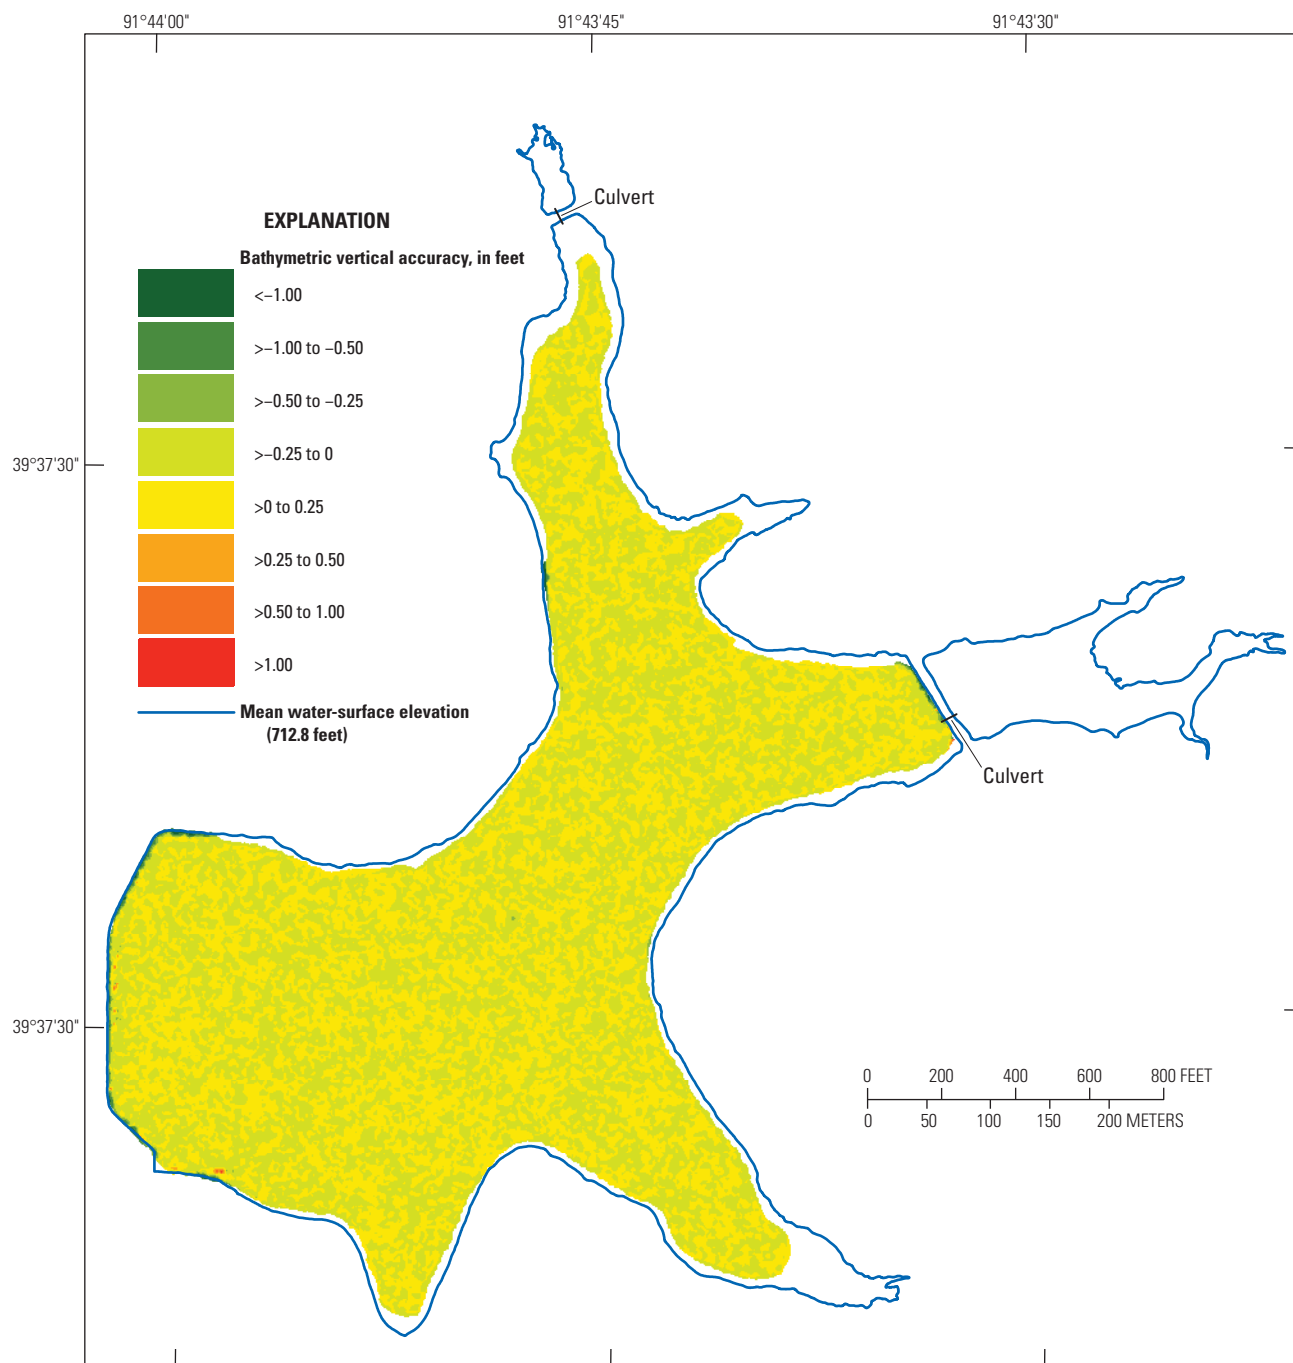 91°44'00"
91°43'45"
91°43'30"
Culvert
EXPLANATION
Bathymetric vertical accuracy, in feet
<−1.00
>−1.00 to −0.50
>−0.50 to −0.25
>−0.25 to 0
>0 to 0.25
>0.25 to 0.50
>0.50 to 1.00
>1.00
Mean water-surface elevation
(712.8 feet)
39°37'30"
Culvert
39°37'30"
0 200 400 600 800 FEET
0 50 100 150 200 METERS